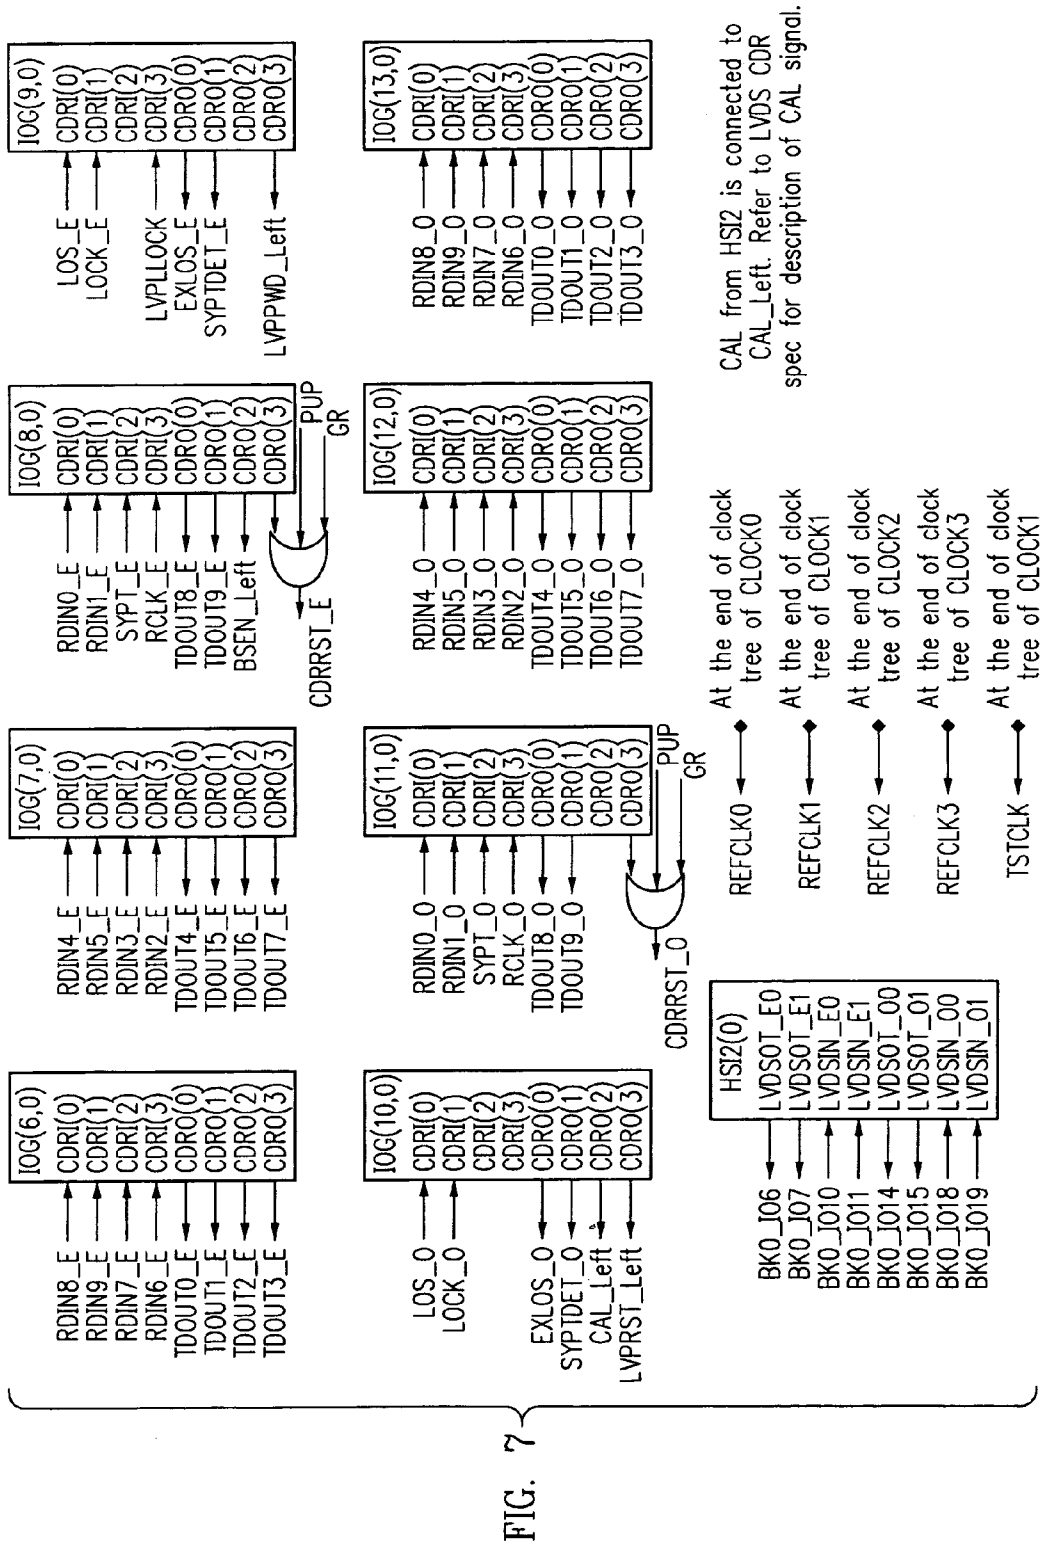 FIG. 7
IOG(6,0)
RDIN8_E CDRI(0)
RDIN9_E CDRI(1)
RDIN7_E CDRI(2)
RDIN6_E CDRI(3)
TDOUT0_E CDRO(0)
TDOUT1_E CDRO(1)
TDOUT2_E CDRO(2)
TDOUT3_E CDRO(3)
IOG(7,0)
RDIN4_E CDRI(0)
RDIN5_E CDRI(1)
RDIN3_E CDRI(2)
RDIN2_E CDRI(3)
TDOUT4_E CDRO(0)
TDOUT5_E CDRO(1)
TDOUT6_E CDRO(2)
TDOUT7_E CDRO(3)
IOG(8,0)
RDIN0_E CDRI(0)
RDIN1_E CDRI(1)
SYPT_E CDRI(2)
RCLK_E CDRI(3)
TDOUT8_E CDRO(0)
TDOUT9_E CDRO(1)
BSEN_Left CDRO(2)
CDRO(3)
PUP
GR
CDRRST_E
IOG(9,0)
LOS_E CDRI(0)
LOCK_E CDRI(1)
CDRI(2)
LVPLLOCK CDRI(3)
EXLOS_E CDRO(0)
SYPTDET_E CDRO(1)
CDRO(2)
LVPPWD_Left CDRO(3)
IOG(10,0)
LOS_O CDRI(0)
LOCK_O CDRI(1)
CDRI(2)
CDRI(3)
EXLOS_O CDRO(0)
SYPTDET_O CDRO(1)
CAL_Left CDRO(2)
LVPRST_Left CDRO(3)
IOG(11,0)
RDIN0_O CDRI(0)
RDIN1_O CDRI(1)
SYPT_O CDRI(2)
RCLK_O CDRI(3)
TDOUT8_O CDRO(0)
TDOUT9_O CDRO(1)
CDRO(2)
CDRO(3)
PUP
GR
CDRRST_O
IOG(12,0)
RDIN4_O CDRI(0)
RDIN5_O CDRI(1)
RDIN3_O CDRI(2)
RDIN2_O CDRI(3)
TDOUT4_O CDRO(0)
TDOUT5_O CDRO(1)
TDOUT6_O CDRO(2)
TDOUT7_O CDRO(3)
IOG(13,0)
RDIN8_O CDRI(0)
RDIN9_O CDRI(1)
RDIN7_O CDRI(2)
RDIN6_O CDRI(3)
TDOUT0_O CDRO(0)
TDOUT1_O CDRO(1)
TDOUT2_O CDRO(2)
TDOUT3_O CDRO(3)
HSI2(0)
BK0_IO6 LVDSOT_E0
BK0_IO7 LVDSOT_E1
BK0_IO10 LVDSIN_E0
BK0_IO11 LVDSIN_E1
BK0_IO14 LVDSOT_O0
BK0_IO15 LVDSOT_O1
BK0_IO18 LVDSIN_O0
BK0_IO19 LVDSIN_O1
REFCLK0 At the end of clock
tree of CLOCK0
REFCLK1 At the end of clock
tree of CLOCK1
REFCLK2 At the end of clock
tree of CLOCK2
REFCLK3 At the end of clock
tree of CLOCK3
TSTCLK At the end of clock
tree of CLOCK1
CAL from HSI2 is connected to
CAL_Left. Refer to LVDS CDR
spec for description of CAL signal.